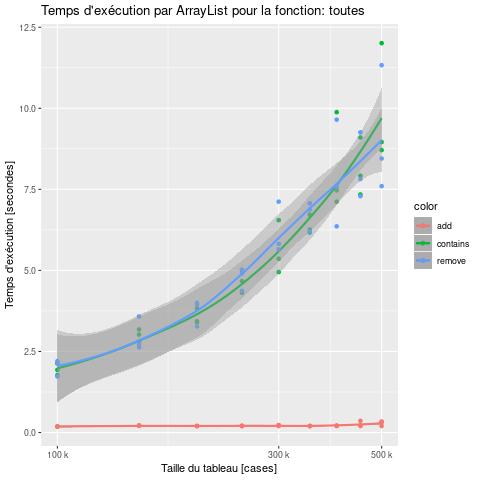 Temps d'exécution par ArrayList pour la fonction: toutes
Temps d'exécution [secondes]
12.5
10.0
7.5
5.0
2.5
0.0
100 k
300 k
500 k
Taille du tableau [cases]
color
add
contains
remove